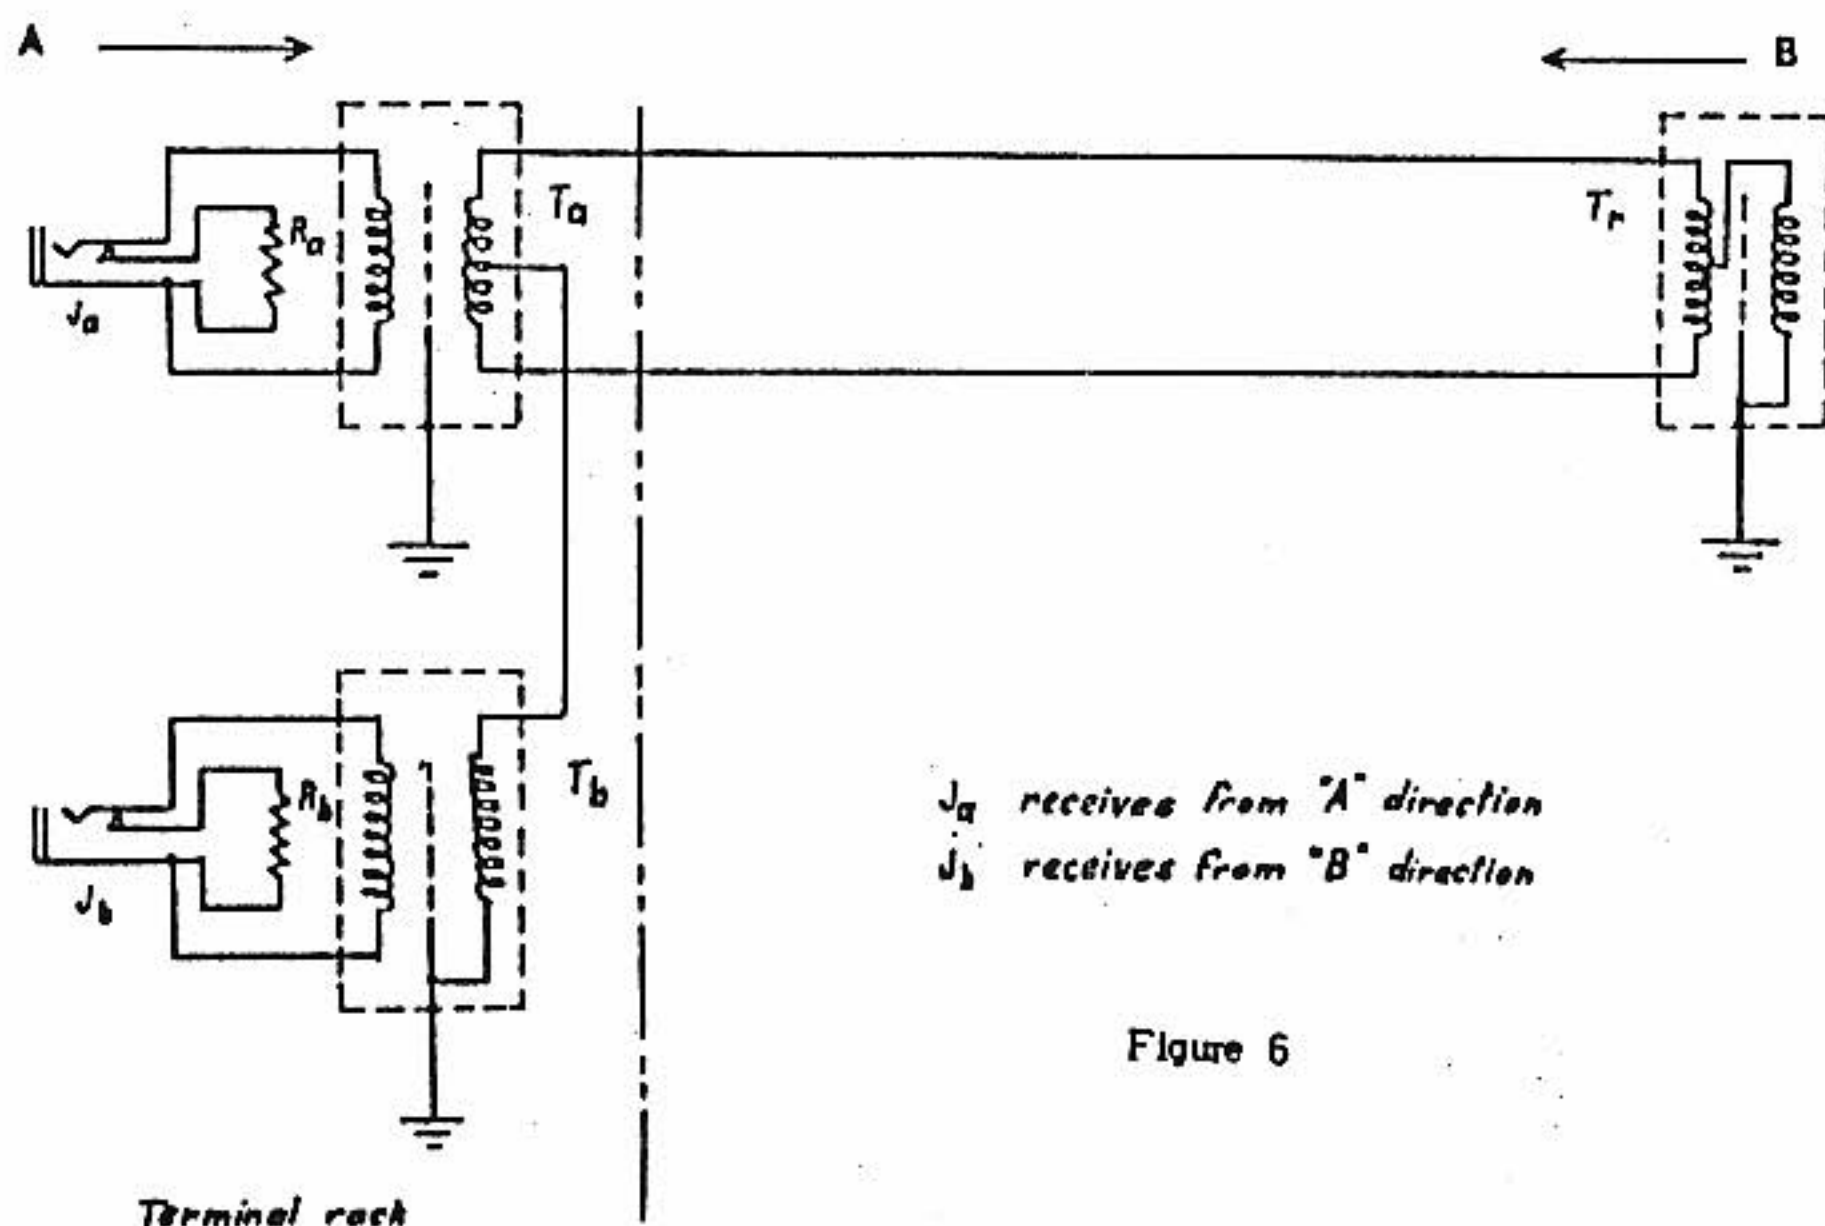 A B
Ta
Tr
Ra
Ja
Tb
Rb
Jb
Ja receives from "A" direction
Jb receives from "B" direction
Figure 6
Terminal rack